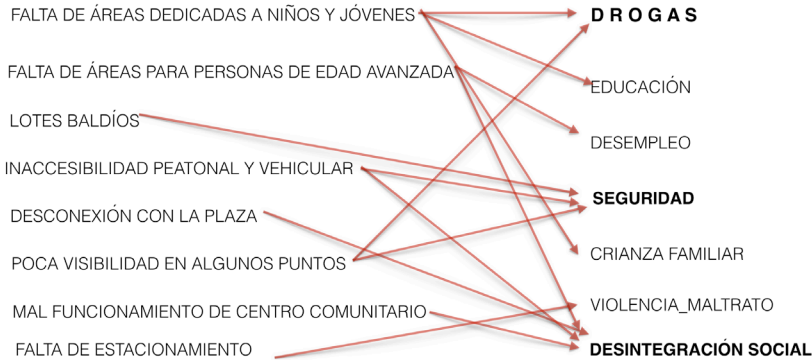 FALTA DE ÁREAS DEDICADAS A NIÑOS Y JÓVENES
FALTA DE ÁREAS PARA PERSONAS DE EDAD AVANZADA
LOTES BALDÍOS
INACCESIBILIDAD PEATONAL Y VEHICULAR
DESCONEXIÓN CON LA PLAZA
POCA VISIBILIDAD EN ALGUNOS PUNTOS
MAL FUNCIONAMIENTO DE CENTRO COMUNITARIO
FALTA DE ESTACIONAMIENTO
D R O G A S
EDUCACIÓN
DESEMPLEO
SEGURIDAD
CRIANZA FAMILIAR
VIOLENCIA_MALTRATO
DESINTEGRACIÓN SOCIAL